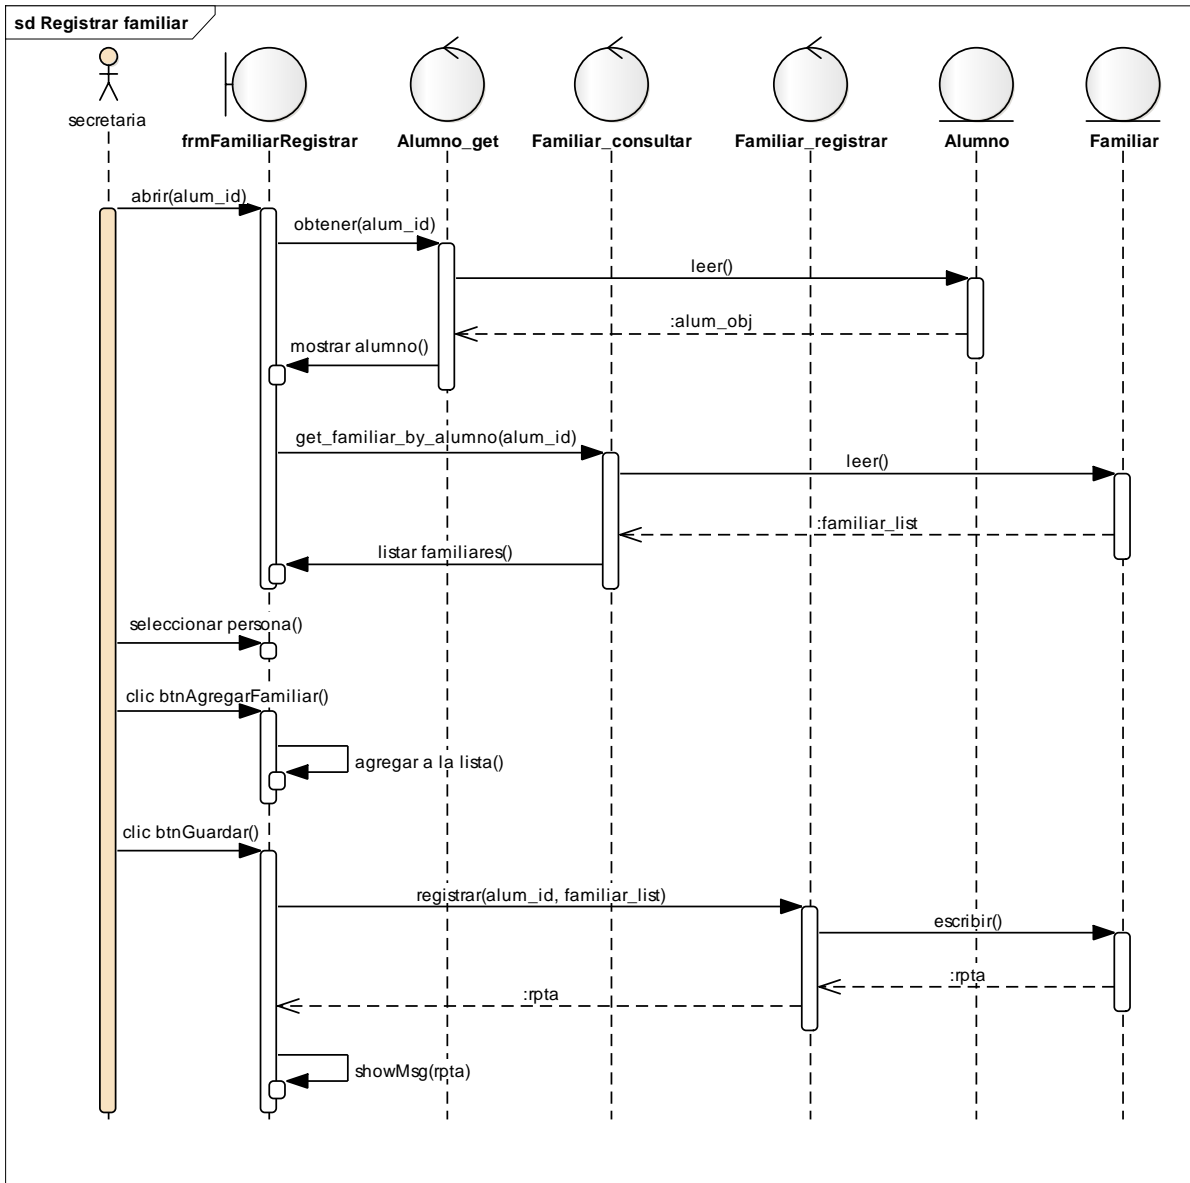 sd Registrar familiar
secretaria
frmFamiliarRegistrar
Alumno_get
Familiar_consultar
Familiar_registrar
Alumno
Familiar
abrir(alum_id)
obtener(alum_id)
leer()
:alum_obj
mostrar alumno()
get_familiar_by_alumno(alum_id)
leer()
:familiar_list
listar familiares()
seleccionar persona()
clic btnAgregarFamiliar()
agregar a la lista()
clic btnGuardar()
registrar(alum_id, familiar_list)
escribir()
:rpta
:rpta
showMsg(rpta)